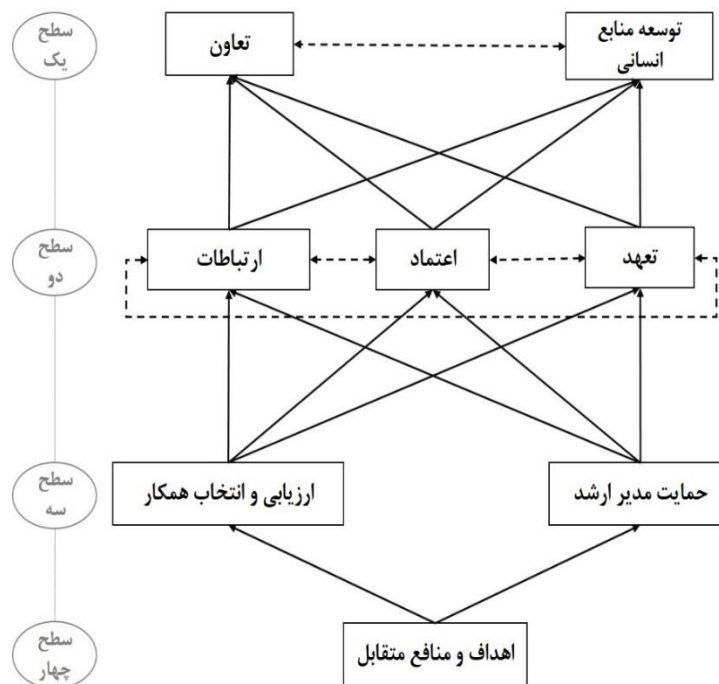 سطح
یک
توسعه منابع
انسانی
تعاون
سطح
دو
تعهد
اعتماد
ارتباطات
سطح
سه
حمایت مدیر ارشد
ارزیابی و انتخاب همکار
سطح
چهار
اهداف و منافع متقابل